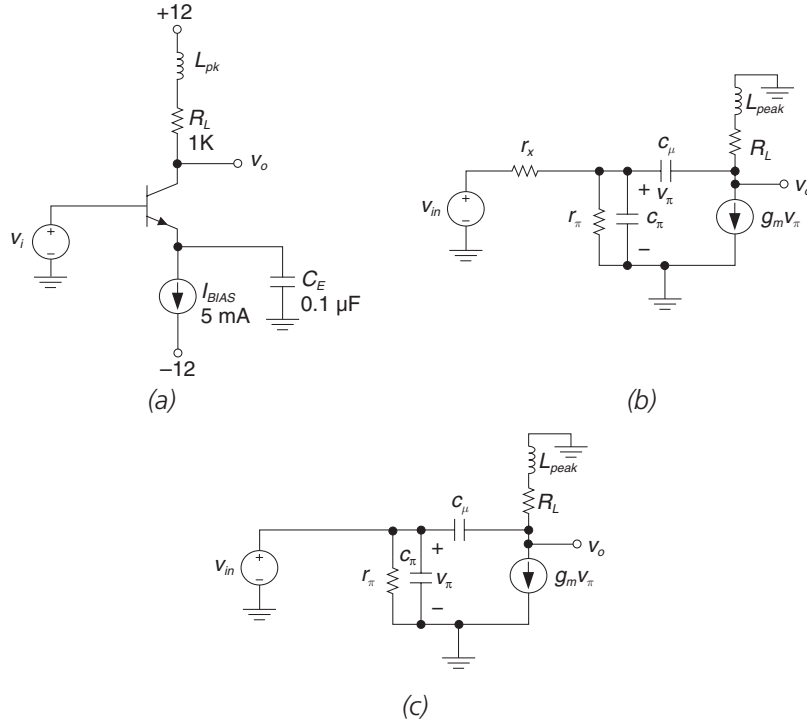 +12
L_pk
R_L
1K
v_o
v_i
+
−
I_BIAS
5 mA
C_E
0.1 µF
−12
(a)
L_peak
R_L
r_x
c_μ
v_in
+
−
r_π
c_π
+
v_π
−
g_m v_π
(b)
L_peak
R_L
c_μ
v_o
v_in
+
−
r_π
c_π
+
v_π
−
g_m v_π
(c)